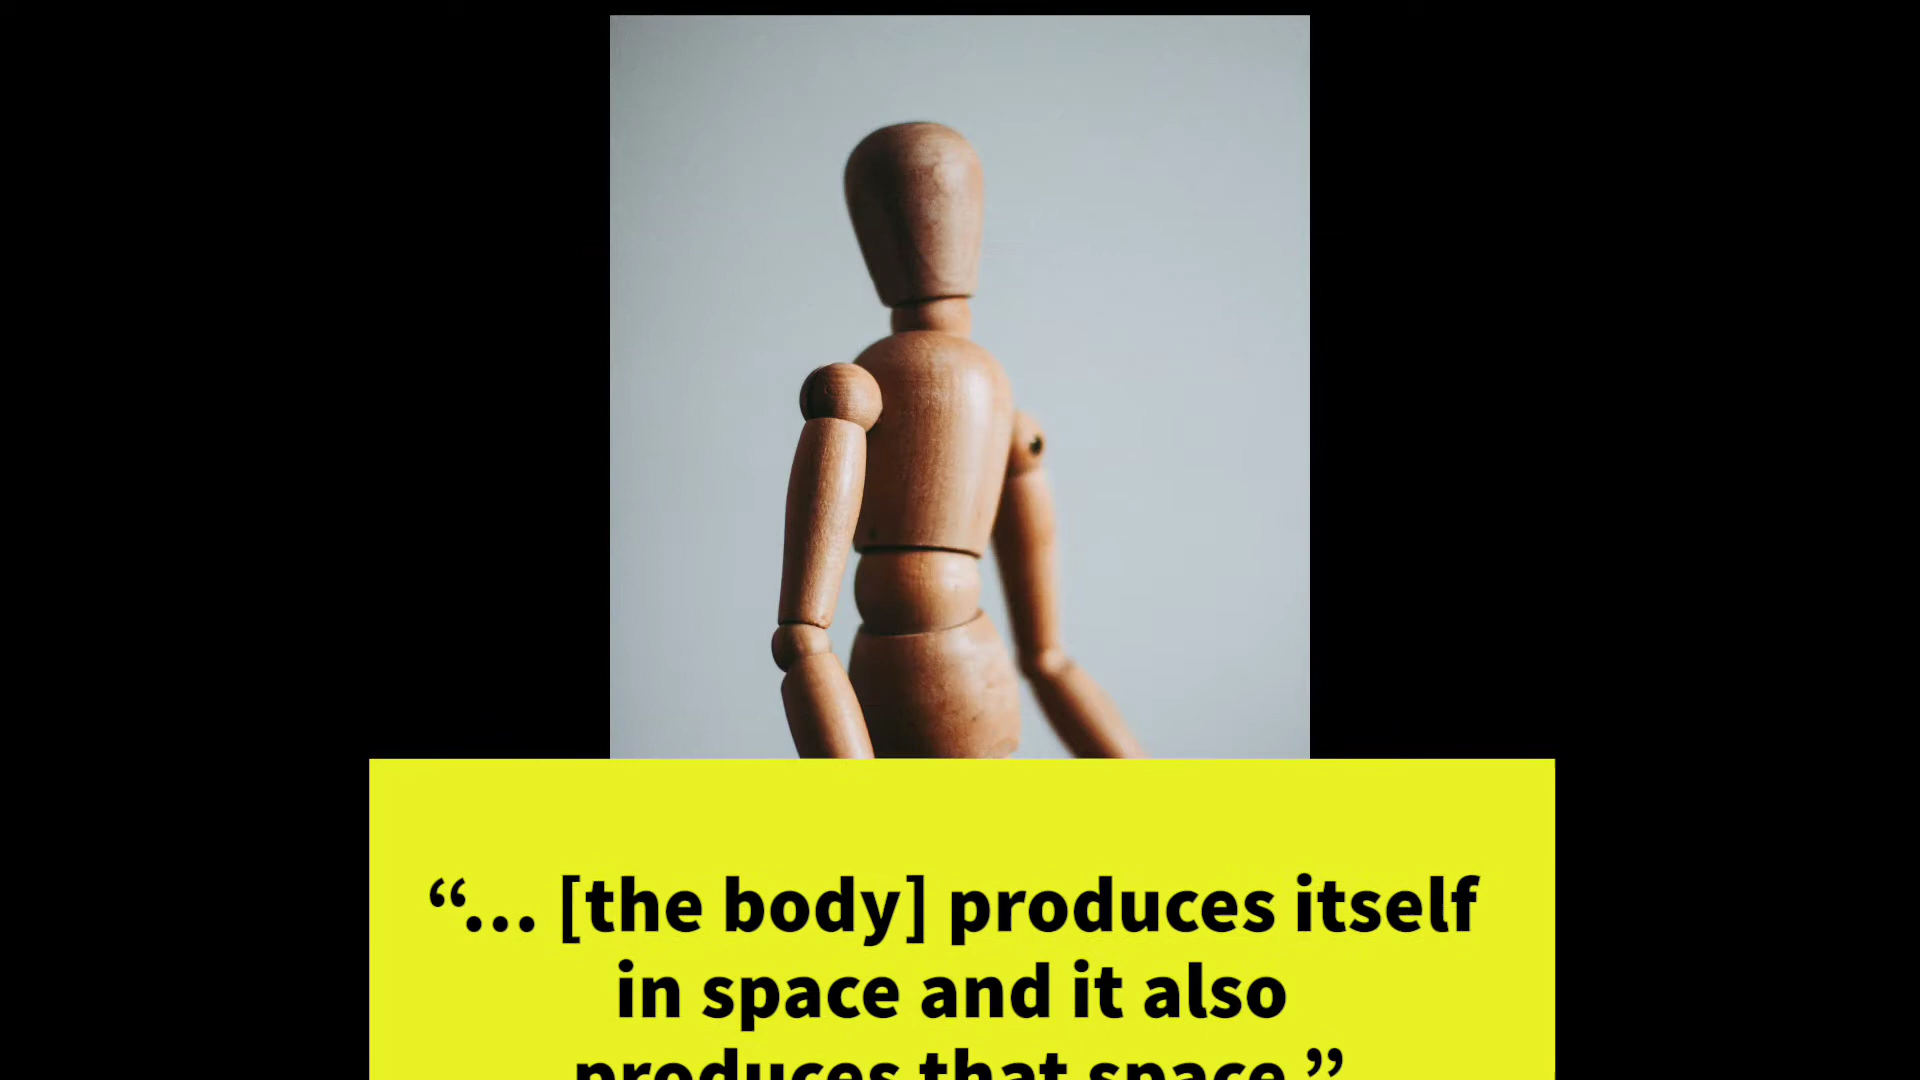 “... [the body] produces itself
in space and it also
produces that space.”